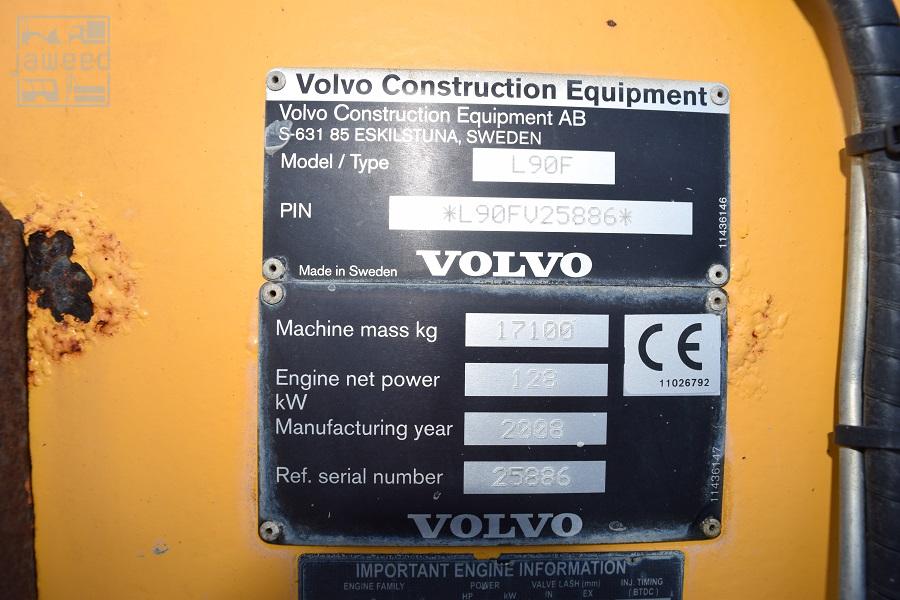 jaweed
Volvo Construction Equipment
Volvo Construction Equipment AB
S-631 85 ESKILSTUNA, SWEDEN
Model / Type L90F
PIN *L90FV25886*
11436146
Made in Sweden VOLVO
Machine mass kg 17100
CE
11026792
Engine net power kW 128
Manufacturing year 2008
Ref. serial number 25886
11436147
VOLVO
IMPORTANT ENGINE INFORMATION
ENGINE FAMILY POWER VALVE LASH (mm) INJ. TIMING
HP kW IN EX (BTDC)